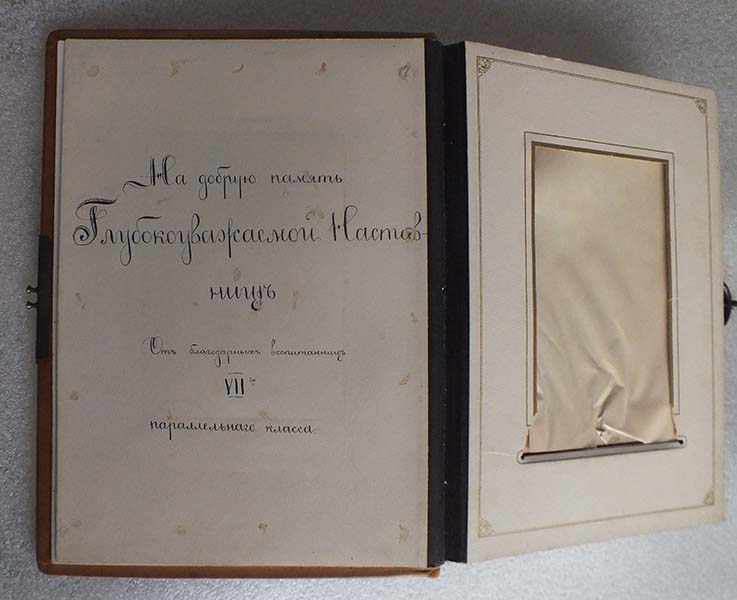 На добрую память
Глубокоуважаемой Настав-
ницѣ
Отъ благодарныхъ воспитанницъ
VII го
параллельнаго класса.